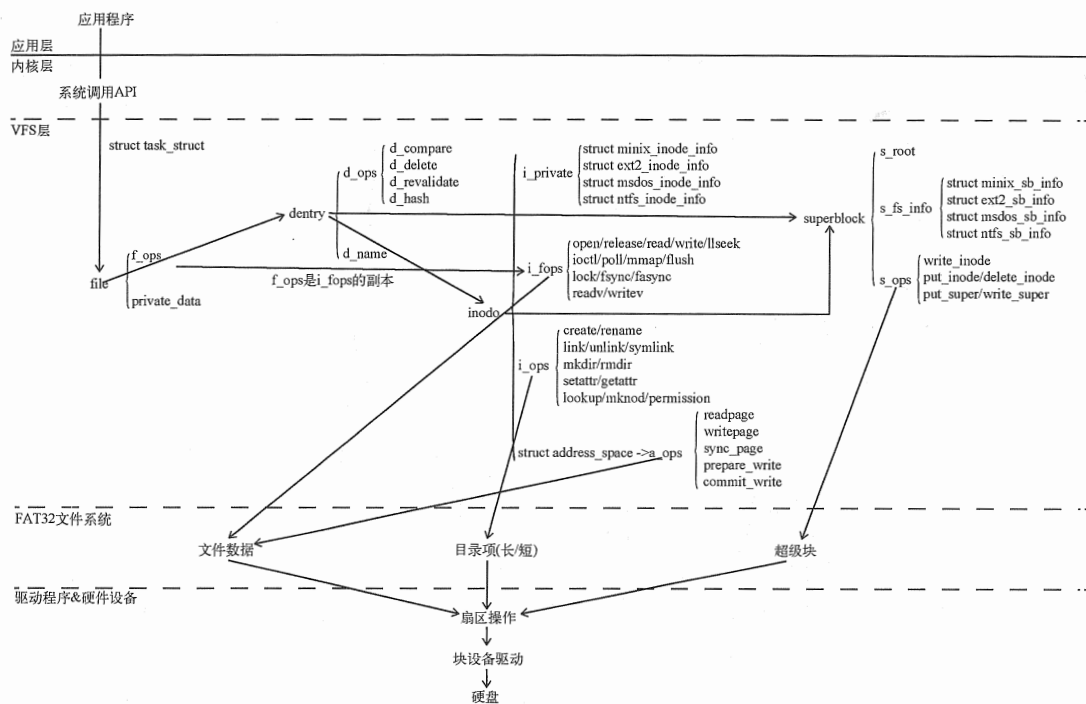 应用程序
应用层
内核层
系统调用API
VFS层
struct task_struct
file
f_ops
private_data
f_ops是i_fops的副本
dentry
d_ops
d_compare
d_delete
d_revalidate
d_hash
d_name
inodo
i_private
struct minix_inode_info
struct ext2_inode_info
struct msdos_inode_info
struct ntfs_inode_info
i_fops
open/release/read/write/llseek
ioctl/poll/mmap/flush
lock/fsync/fasync
readv/writev
i_ops
create/rename
link/unlink/symlink
mkdir/rmdir
setattr/getattr
lookup/mknod/permission
struct address_space ->a_ops
readpage
writepage
sync_page
prepare_write
commit_write
superblock
s_root
s_fs_info
struct minix_sb_info
struct ext2_sb_info
struct msdos_sb_info
struct ntfs_sb_info
s_ops
write_inode
put_inode/delete_inode
put_super/write_super
FAT32文件系统
文件数据
目录项(长/短)
超级块
驱动程序&硬件设备
扇区操作
块设备驱动
硬盘